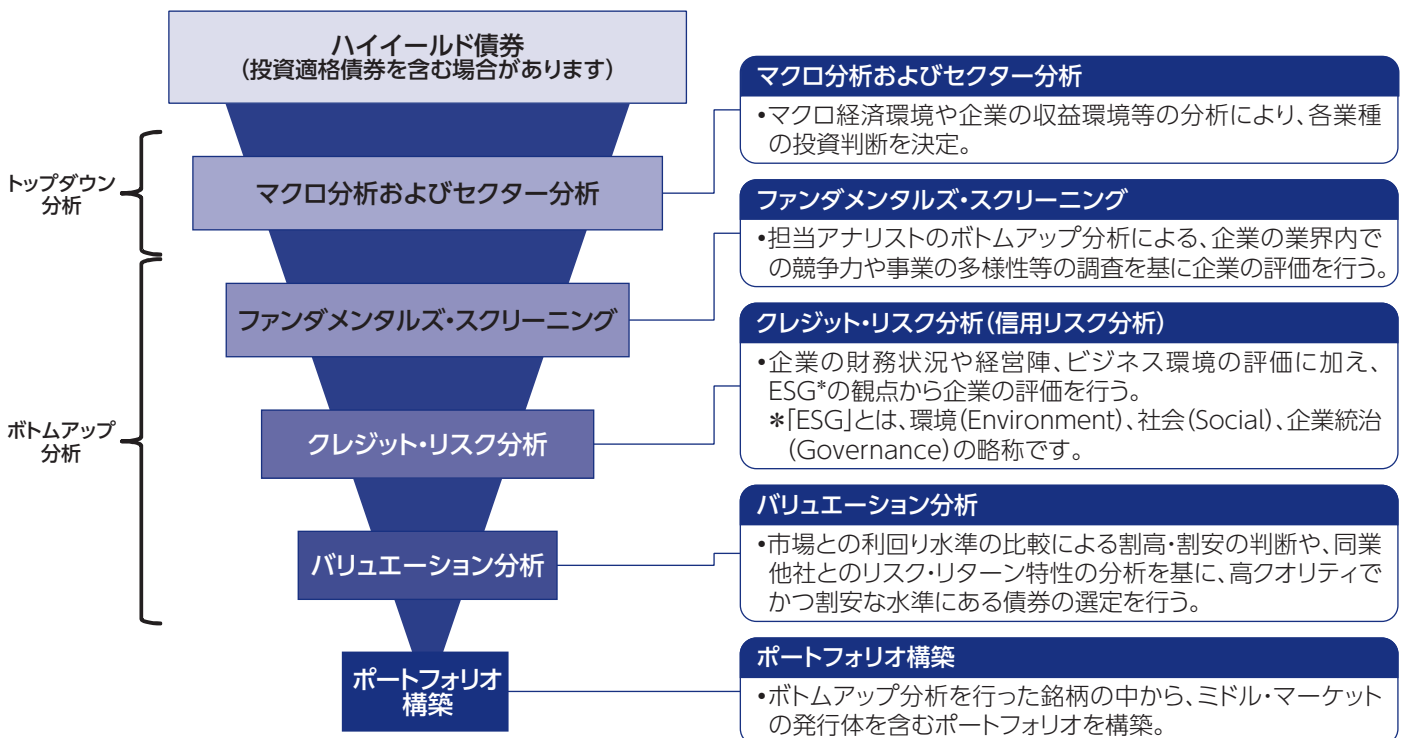 ハイイールド債券
(投資適格債券を含む場合があります)
トップダウン
分析
マクロ分析およびセクター分析
ファンダメンタルズ・スクリーニング
ボトムアップ
分析
クレジット・リスク分析
バリュエーション分析
ポートフォリオ
構築
マクロ分析およびセクター分析
•マクロ経済環境や企業の収益環境等の分析により、各業種
の投資判断を決定。
ファンダメンタルズ・スクリーニング
•担当アナリストのボトムアップ分析による、企業の業界内で
の競争力や事業の多様性等の調査を基に企業の評価を行う。
クレジット・リスク分析(信用リスク分析)
•企業の財務状況や経営陣、ビジネス環境の評価に加え、
ESG*の観点から企業の評価を行う。
*「ESG」とは、環境(Environment)、社会(Social)、企業統治
(Governance)の略称です。
バリュエーション分析
•市場との利回り水準の比較による割高・割安の判断や、同業
他社とのリスク・リターン特性の分析を基に、高クオリティで
かつ割安な水準にある債券の選定を行う。
ポートフォリオ構築
•ボトムアップ分析を行った銘柄の中から、ミドル・マーケット
の発行体を含むポートフォリオを構築。